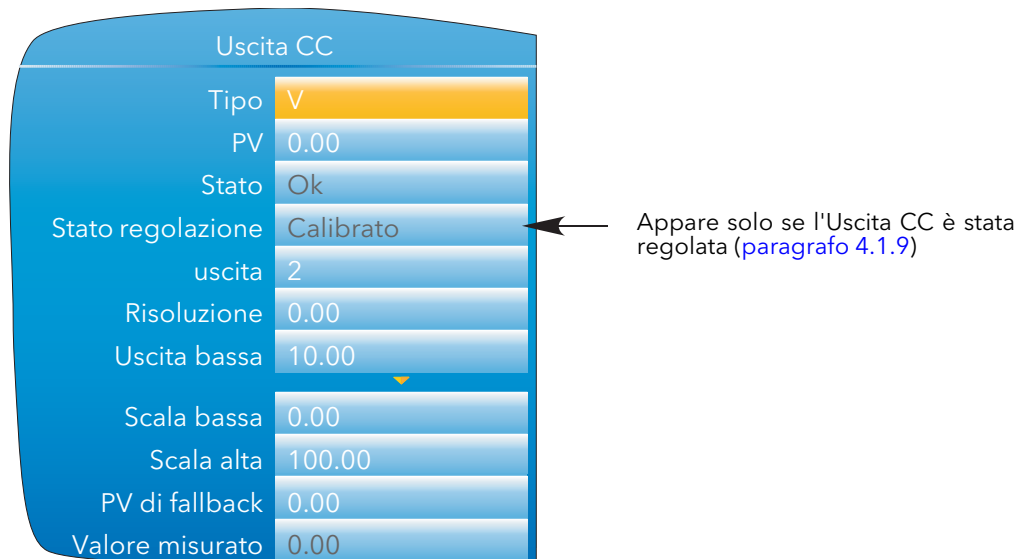 Uscita CC
Tipo V
PV 0.00
Stato Ok
Stato regolazione Calibrato
Appare solo se l'Uscita CC è stata
regolata (paragrafo 4.1.9)
uscita 2
Risoluzione 0.00
Uscita bassa 10.00
Scala bassa 0.00
Scala alta 100.00
PV di fallback 0.00
Valore misurato 0.00